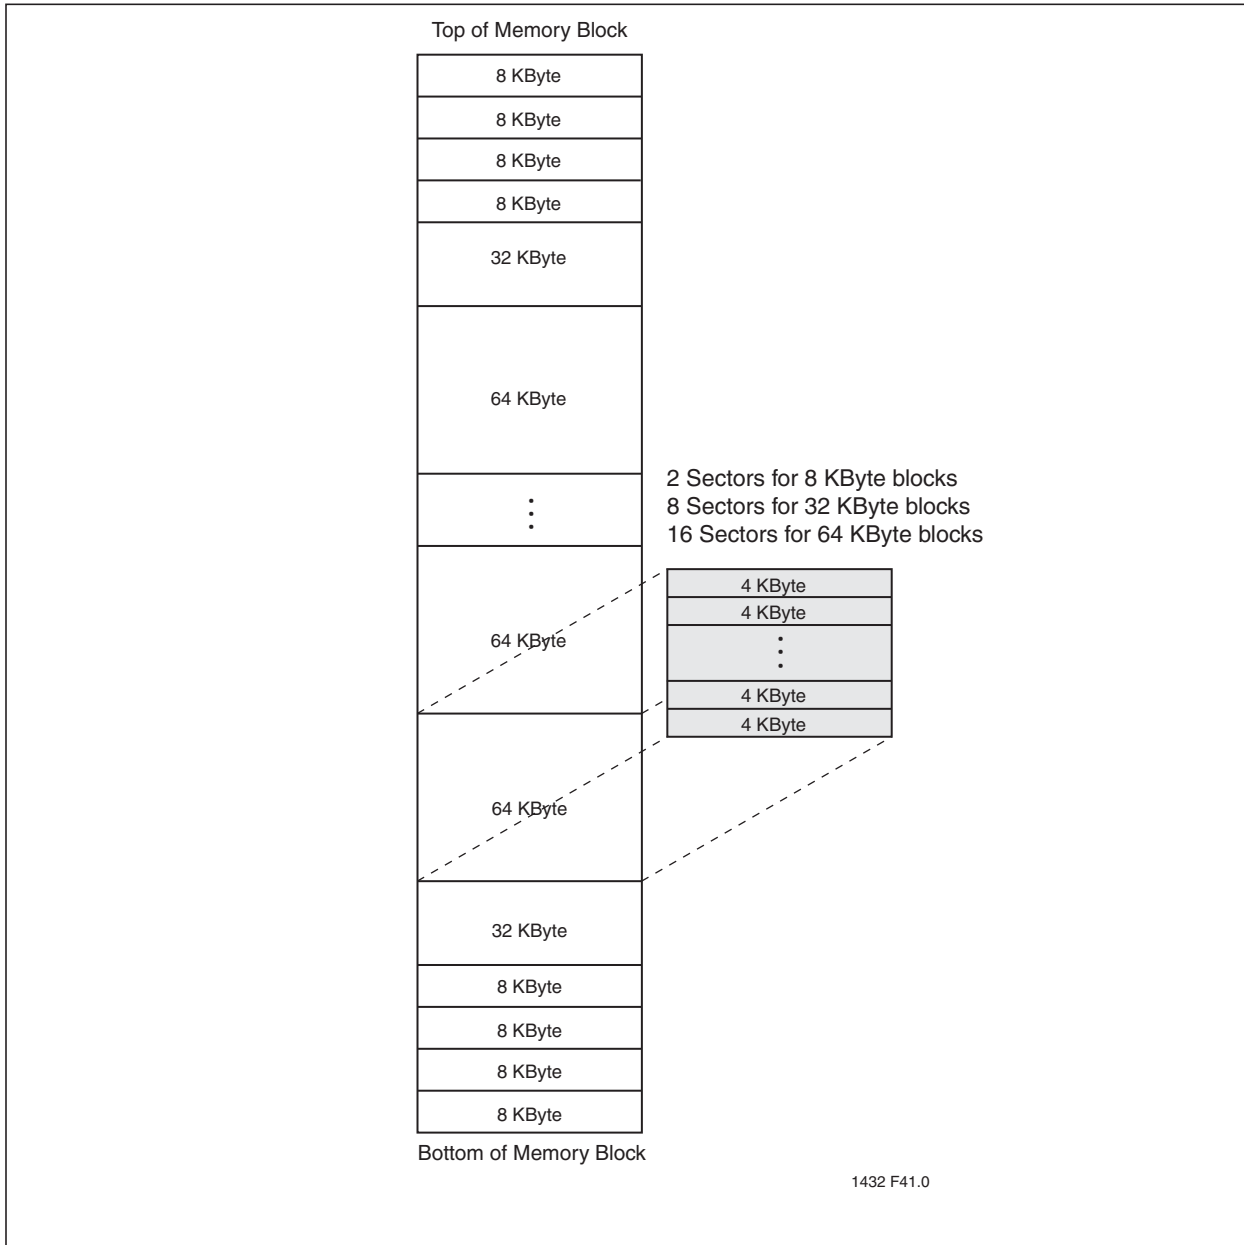 Top of Memory Block
8 KByte
8 KByte
8 KByte
8 KByte
32 KByte
64 KByte
2 Sectors for 8 KByte blocks
8 Sectors for 32 KByte blocks
16 Sectors for 64 KByte blocks
64 KByte
4 KByte
4 KByte
4 KByte
4 KByte
64 KByte
32 KByte
8 KByte
8 KByte
8 KByte
8 KByte
Bottom of Memory Block
1432 F41.0